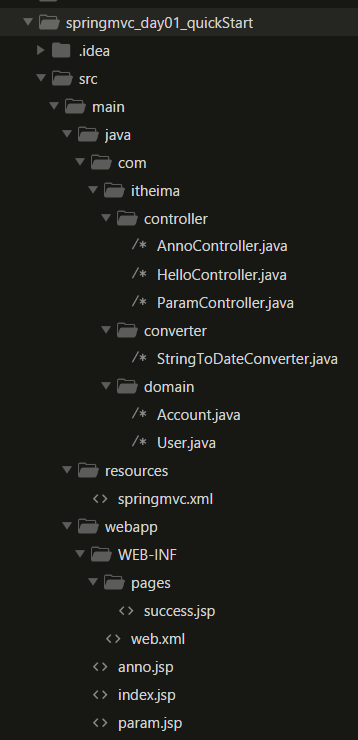 springmvc_day01_quickStart
.idea
src
main
java
com
itheima
controller
/* AnnoController.java
/* HelloController.java
/* ParamController.java
converter
/* StringToDateConverter.java
domain
/* Account.java
/* User.java
resources
<> springmvc.xml
webapp
WEB-INF
pages
<> success.jsp
<> web.xml
<> anno.jsp
<> index.jsp
<> param.jsp